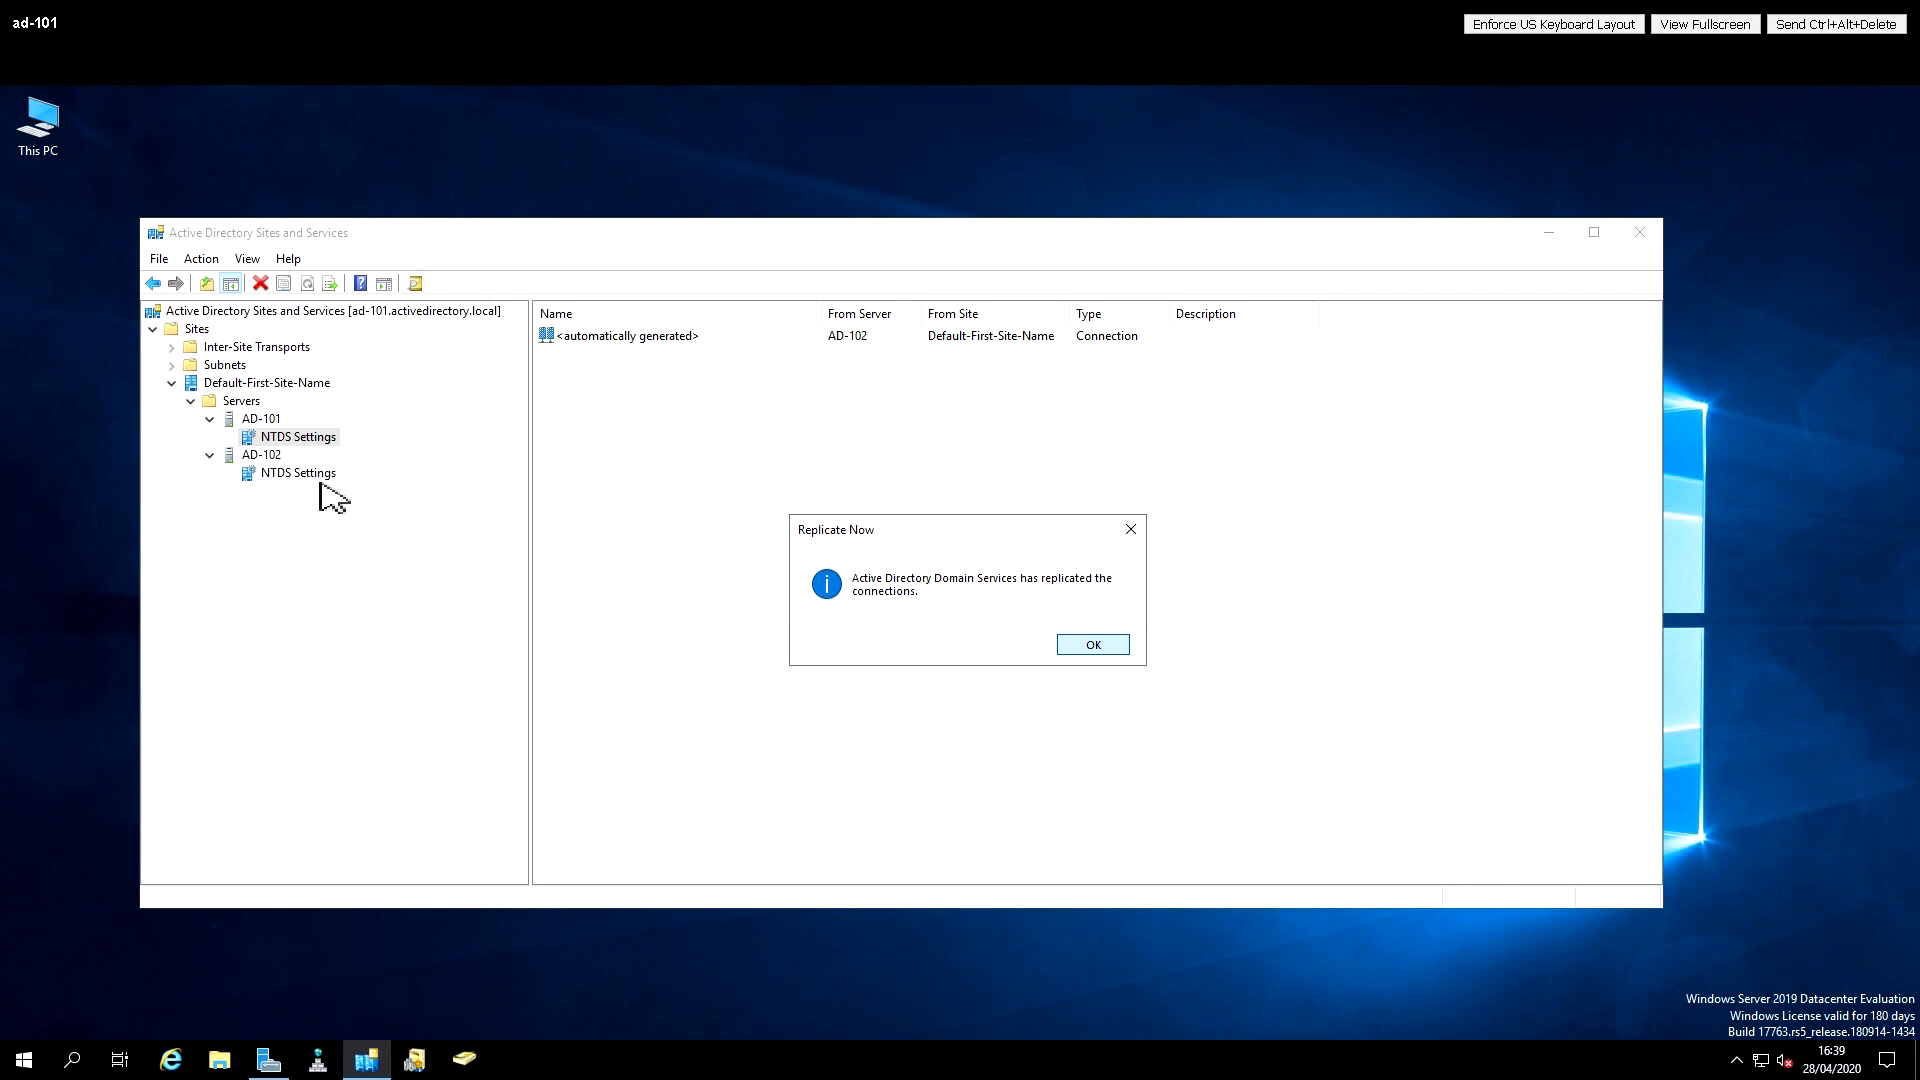 ad-101
Enforce US Keyboard Layout
View Fullscreen
Send Ctrl+Alt+Delete
This PC
Active Directory Sites and Services
File Action View Help
Active Directory Sites and Services [ad-101.activedirectory.local]
Sites
Inter-Site Transports
Subnets
Default-First-Site-Name
Servers
AD-101
NTDS Settings
AD-102
NTDS Settings
Name From Server From Site Type Description
<automatically generated> AD-102 Default-First-Site-Name Connection
Replicate Now
Active Directory Domain Services has replicated the
connections.
OK
Windows Server 2019 Datacenter Evaluation
Windows License valid for 180 days
Build 17763.rs5_release.180914-1434
16:39
28/04/2020